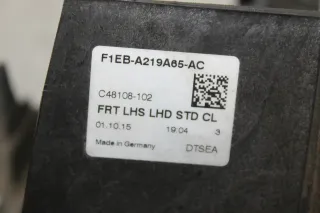 F1EB-A219A65-AC
C48108-102
FRT LHS LHD STD CL
01.10.15 19:04 3
Made in Germany DTSEA